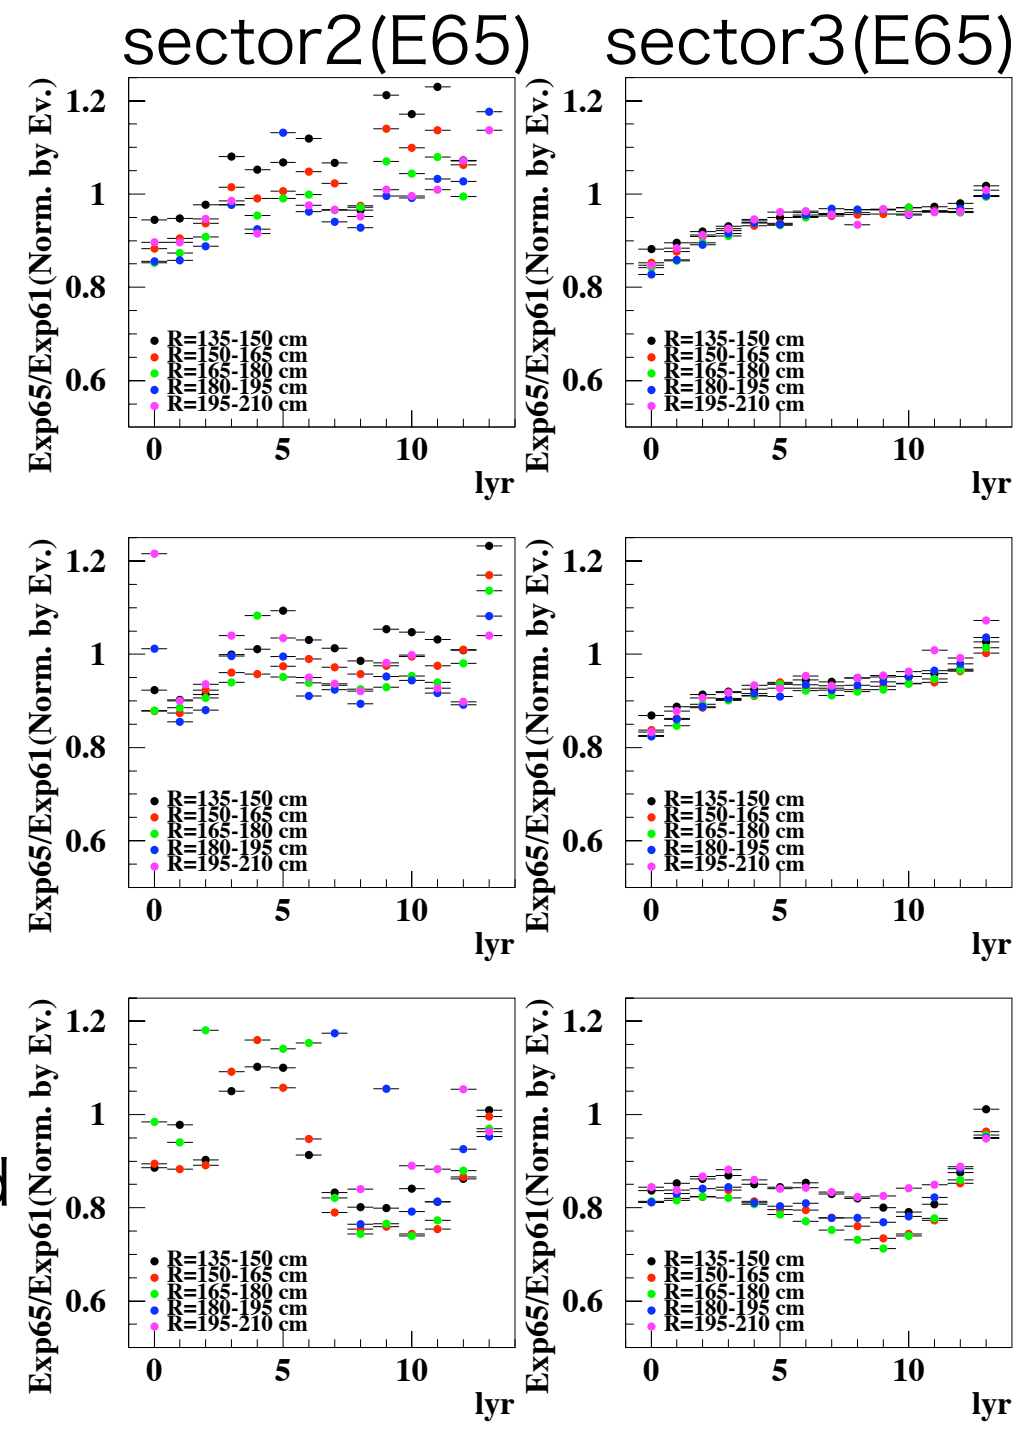 sector2(E65) sector3(E65)
Exp65/Exp61(Norm. by Ev.)
1.2
1
0.8
0.6
R=135-150 cm
R=150-165 cm
R=165-180 cm
R=180-195 cm
R=195-210 cm
0 5 10
lyr
Exp65/Exp61(Norm. by Ev.)
1.2
1
0.8
0.6
R=135-150 cm
R=150-165 cm
R=165-180 cm
R=180-195 cm
R=195-210 cm
0 5 10
lyr
Exp65/Exp61(Norm. by Ev.)
1.2
1
0.8
0.6
R=135-150 cm
R=150-165 cm
R=165-180 cm
R=180-195 cm
R=195-210 cm
0 5 10
lyr
Exp65/Exp61(Norm. by Ev.)
1.2
1
0.8
0.6
R=135-150 cm
R=150-165 cm
R=165-180 cm
R=180-195 cm
R=195-210 cm
0 5 10
lyr
Exp65/Exp61(Norm. by Ev.)
1.2
1
0.8
0.6
R=135-150 cm
R=150-165 cm
R=165-180 cm
R=180-195 cm
R=195-210 cm
0 5 10
lyr
Exp65/Exp61(Norm. by Ev.)
1.2
1
0.8
0.6
R=135-150 cm
R=150-165 cm
R=165-180 cm
R=180-195 cm
R=195-210 cm
0 5 10
lyr